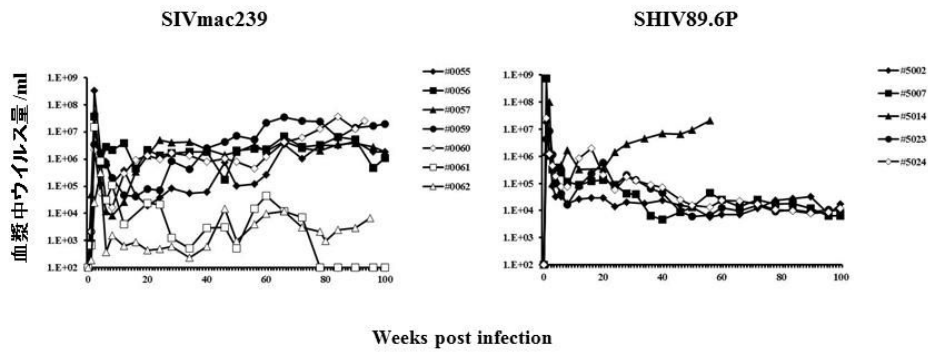 SIVmac239
SHIV89.6P
血漿中ウイルス量/ml
1.E+09
1.E+08
1.E+07
1.E+06
1.E+05
1.E+04
1.E+03
1.E+02
0
20
40
60
80
100
#0055
#0056
#0057
#0059
#0060
#0061
#0062
1.E+09
1.E+08
1.E+07
1.E+06
1.E+05
1.E+04
1.E+03
1.E+02
0
20
40
60
80
100
#5002
#5007
#5014
#5023
#5024
Weeks post infection